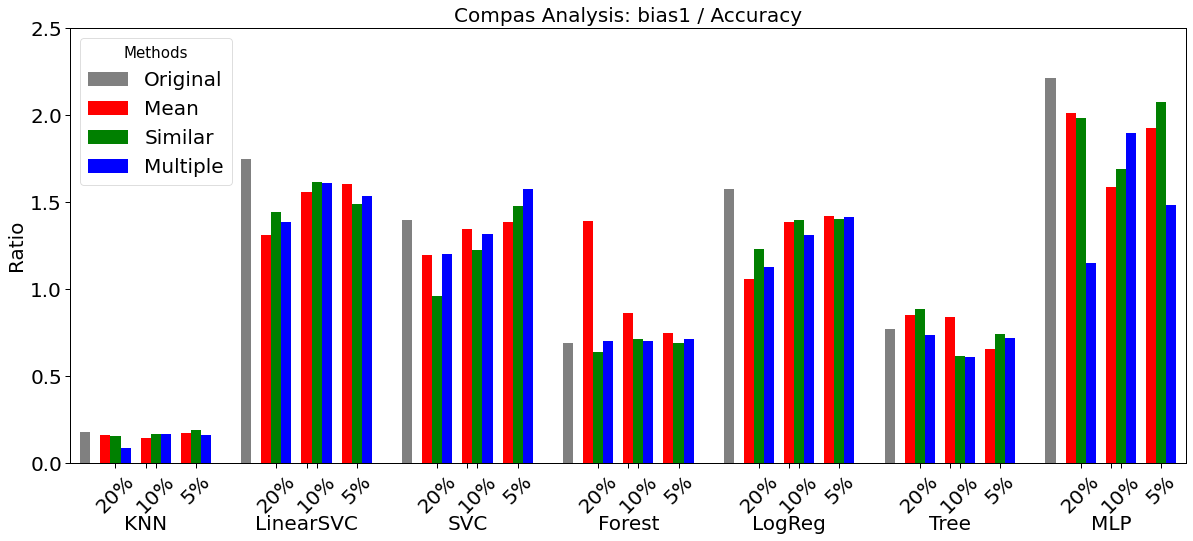 Compas Analysis: bias1 / Accuracy
2.5
2.0
1.5
1.0
0.5
0.0
Ratio
Methods
Original
Mean
Similar
Multiple
20% 10% 5% 20% 10% 5% 20% 10% 5% 20% 10% 5% 20% 10% 5% 20% 10% 5% 20% 10% 5%
KNN LinearSVC SVC Forest LogReg Tree MLP